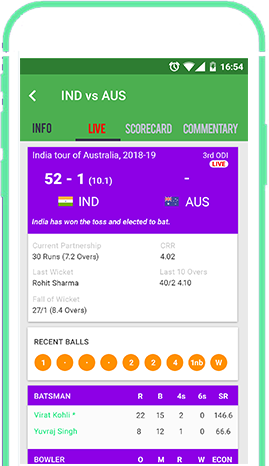 16:54
IND vs AUS
INFO LIVE SCORECARD COMMENTARY
India tour of Australia, 2018-19 3rd ODI
LIVE
52 - 1 (10.1) -
IND AUS
India has won the toss and elected to bat.
Current Partnership CRR
30 Runs (7.2 Overs) 4.02
Last Wicket Last 10 Overs
Rohit Sharma 40/2 4.10
Fall of Wicket
27/1 (8.4 Overs)
RECENT BALLS
1 - - - 2 2 4 1nb W
BATSMAN R B 4s 6s SR
Virat Kohli * 22 15 2 0 146.6
Yuvraj Singh 8 12 1 0 66.6
BOWLER O M R W ECON